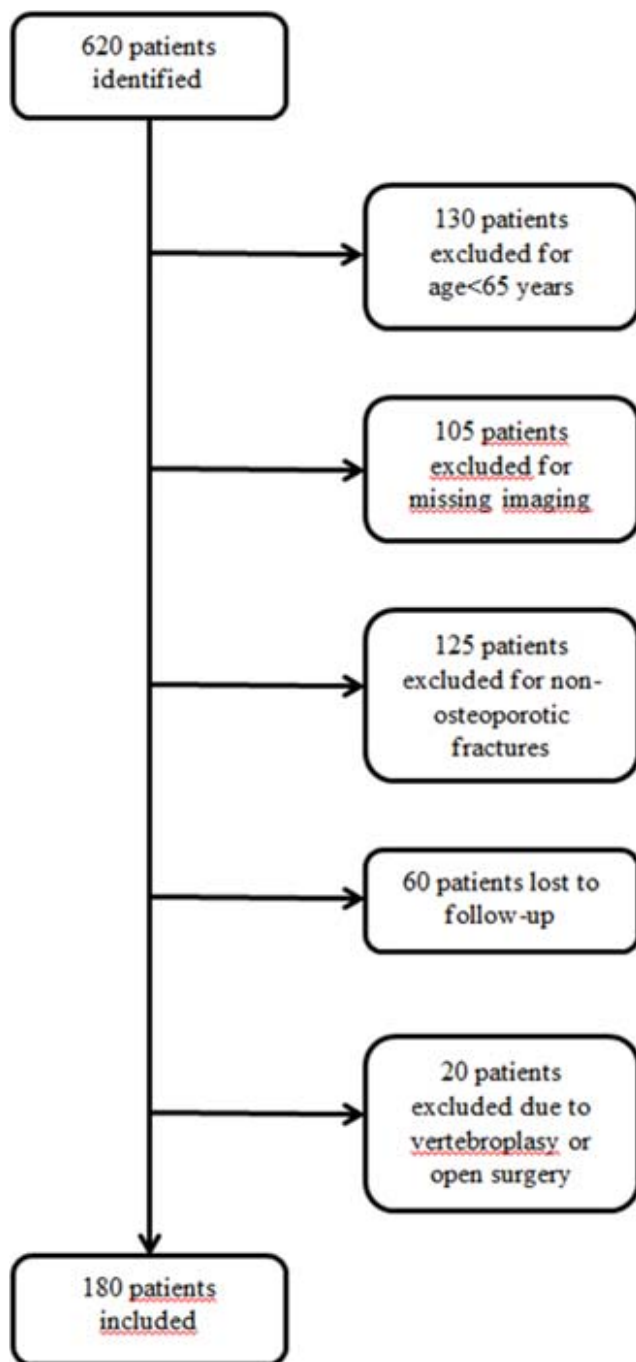 620 patients
identified
130 patients
excluded for
age<65 years
105 patients
excluded for
missing imaging
125 patients
excluded for non-
osteoporotic
fractures
60 patients lost to
follow-up
20 patients
excluded due to
vertebroplasy or
open surgery
180 patients
included